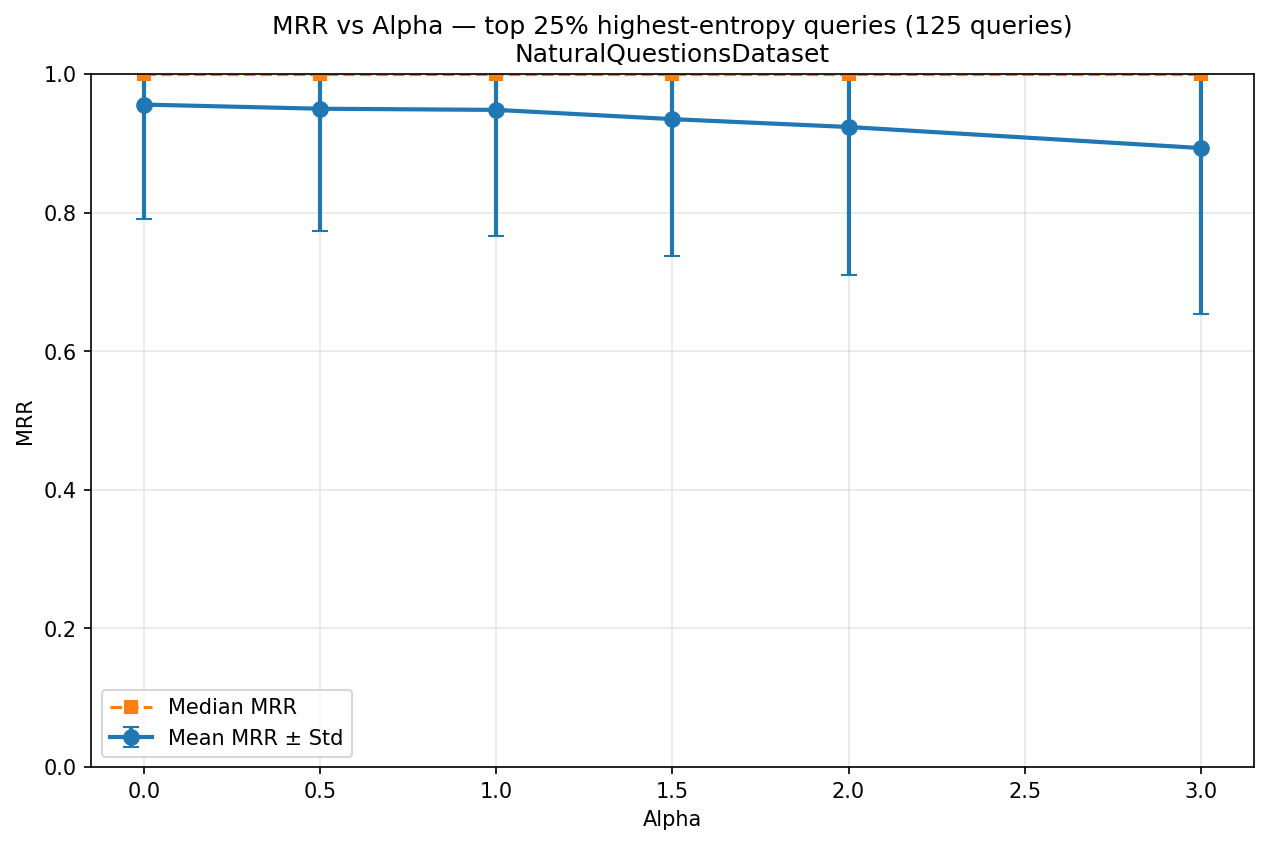 MRR vs Alpha — top 25% highest-entropy queries (125 queries)
NaturalQuestionsDataset
1.0
0.8
0.6
0.4
0.2
0.0
MRR
Median MRR
Mean MRR ± Std
0.0 0.5 1.0 1.5 2.0 2.5 3.0
Alpha